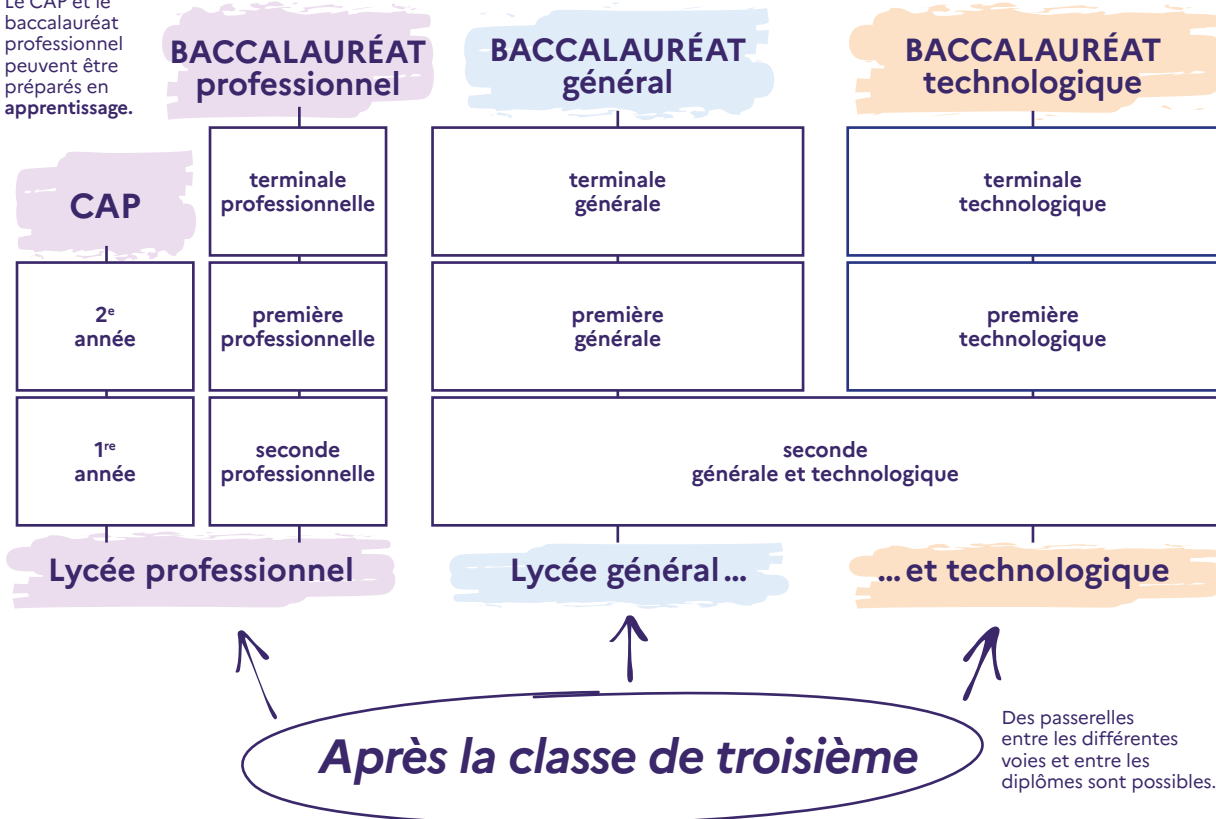 Le CAP et le
baccalauréat
professionnel
peuvent être
préparés en
apprentissage.
BACCALAURÉAT
professionnel
BACCALAURÉAT
général
BACCALAURÉAT
technologique
CAP
terminale
professionnelle
terminale
générale
terminale
technologique
2e
année
première
professionnelle
première
générale
première
technologique
1re
année
seconde
professionnelle
seconde
générale et technologique
Lycée professionnel
Lycée général...
...et technologique
Après la classe de troisième
Des passerelles
entre les différentes
voies et entre les
diplômes sont possibles.